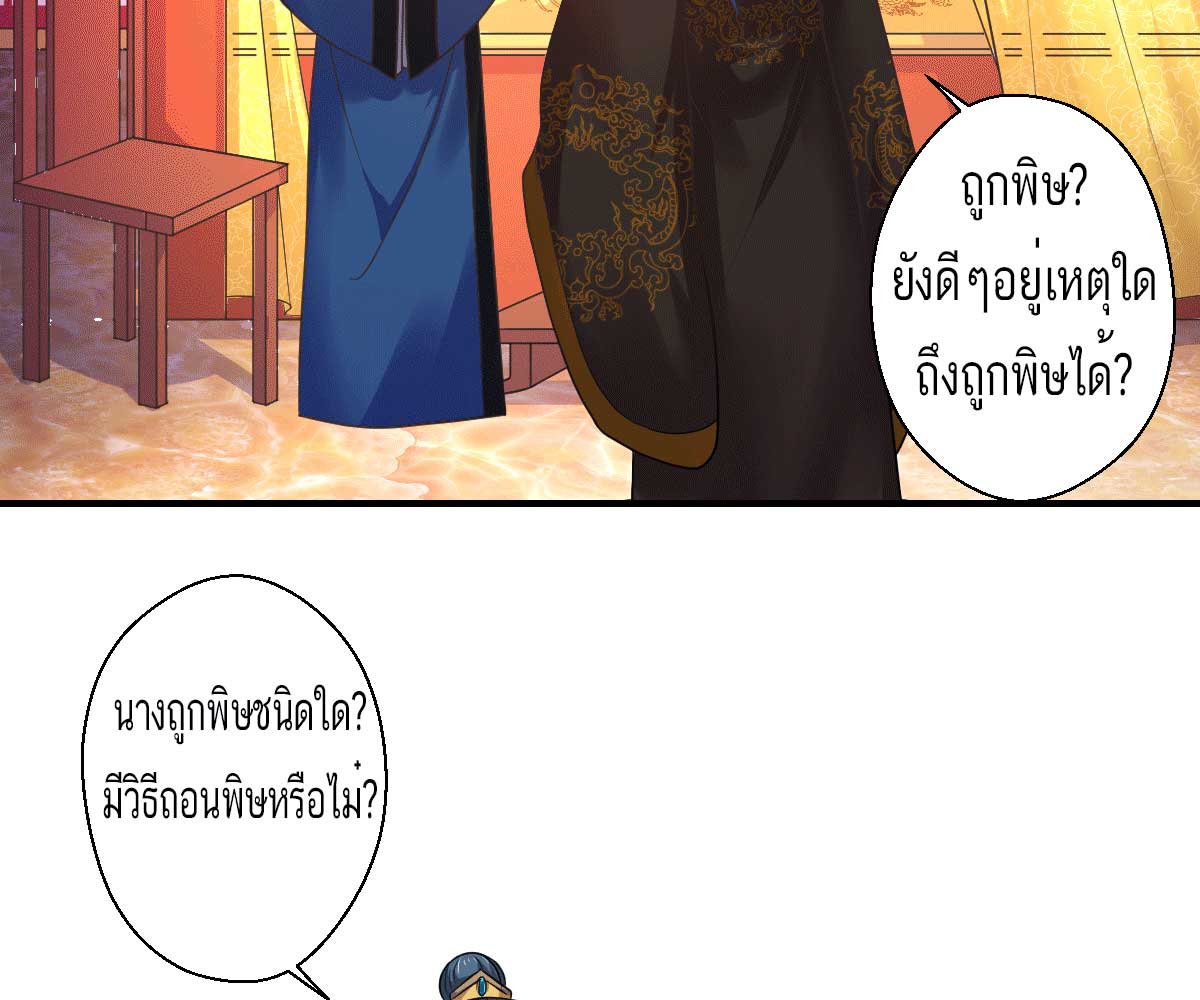 ถูกพิษ?
ยังดีๆอยู่เหตุใด
ถึงถูกพิษได้?
นางถูกพิษชนิดใด?
มีวิธีถอนพิษหรือไม่?